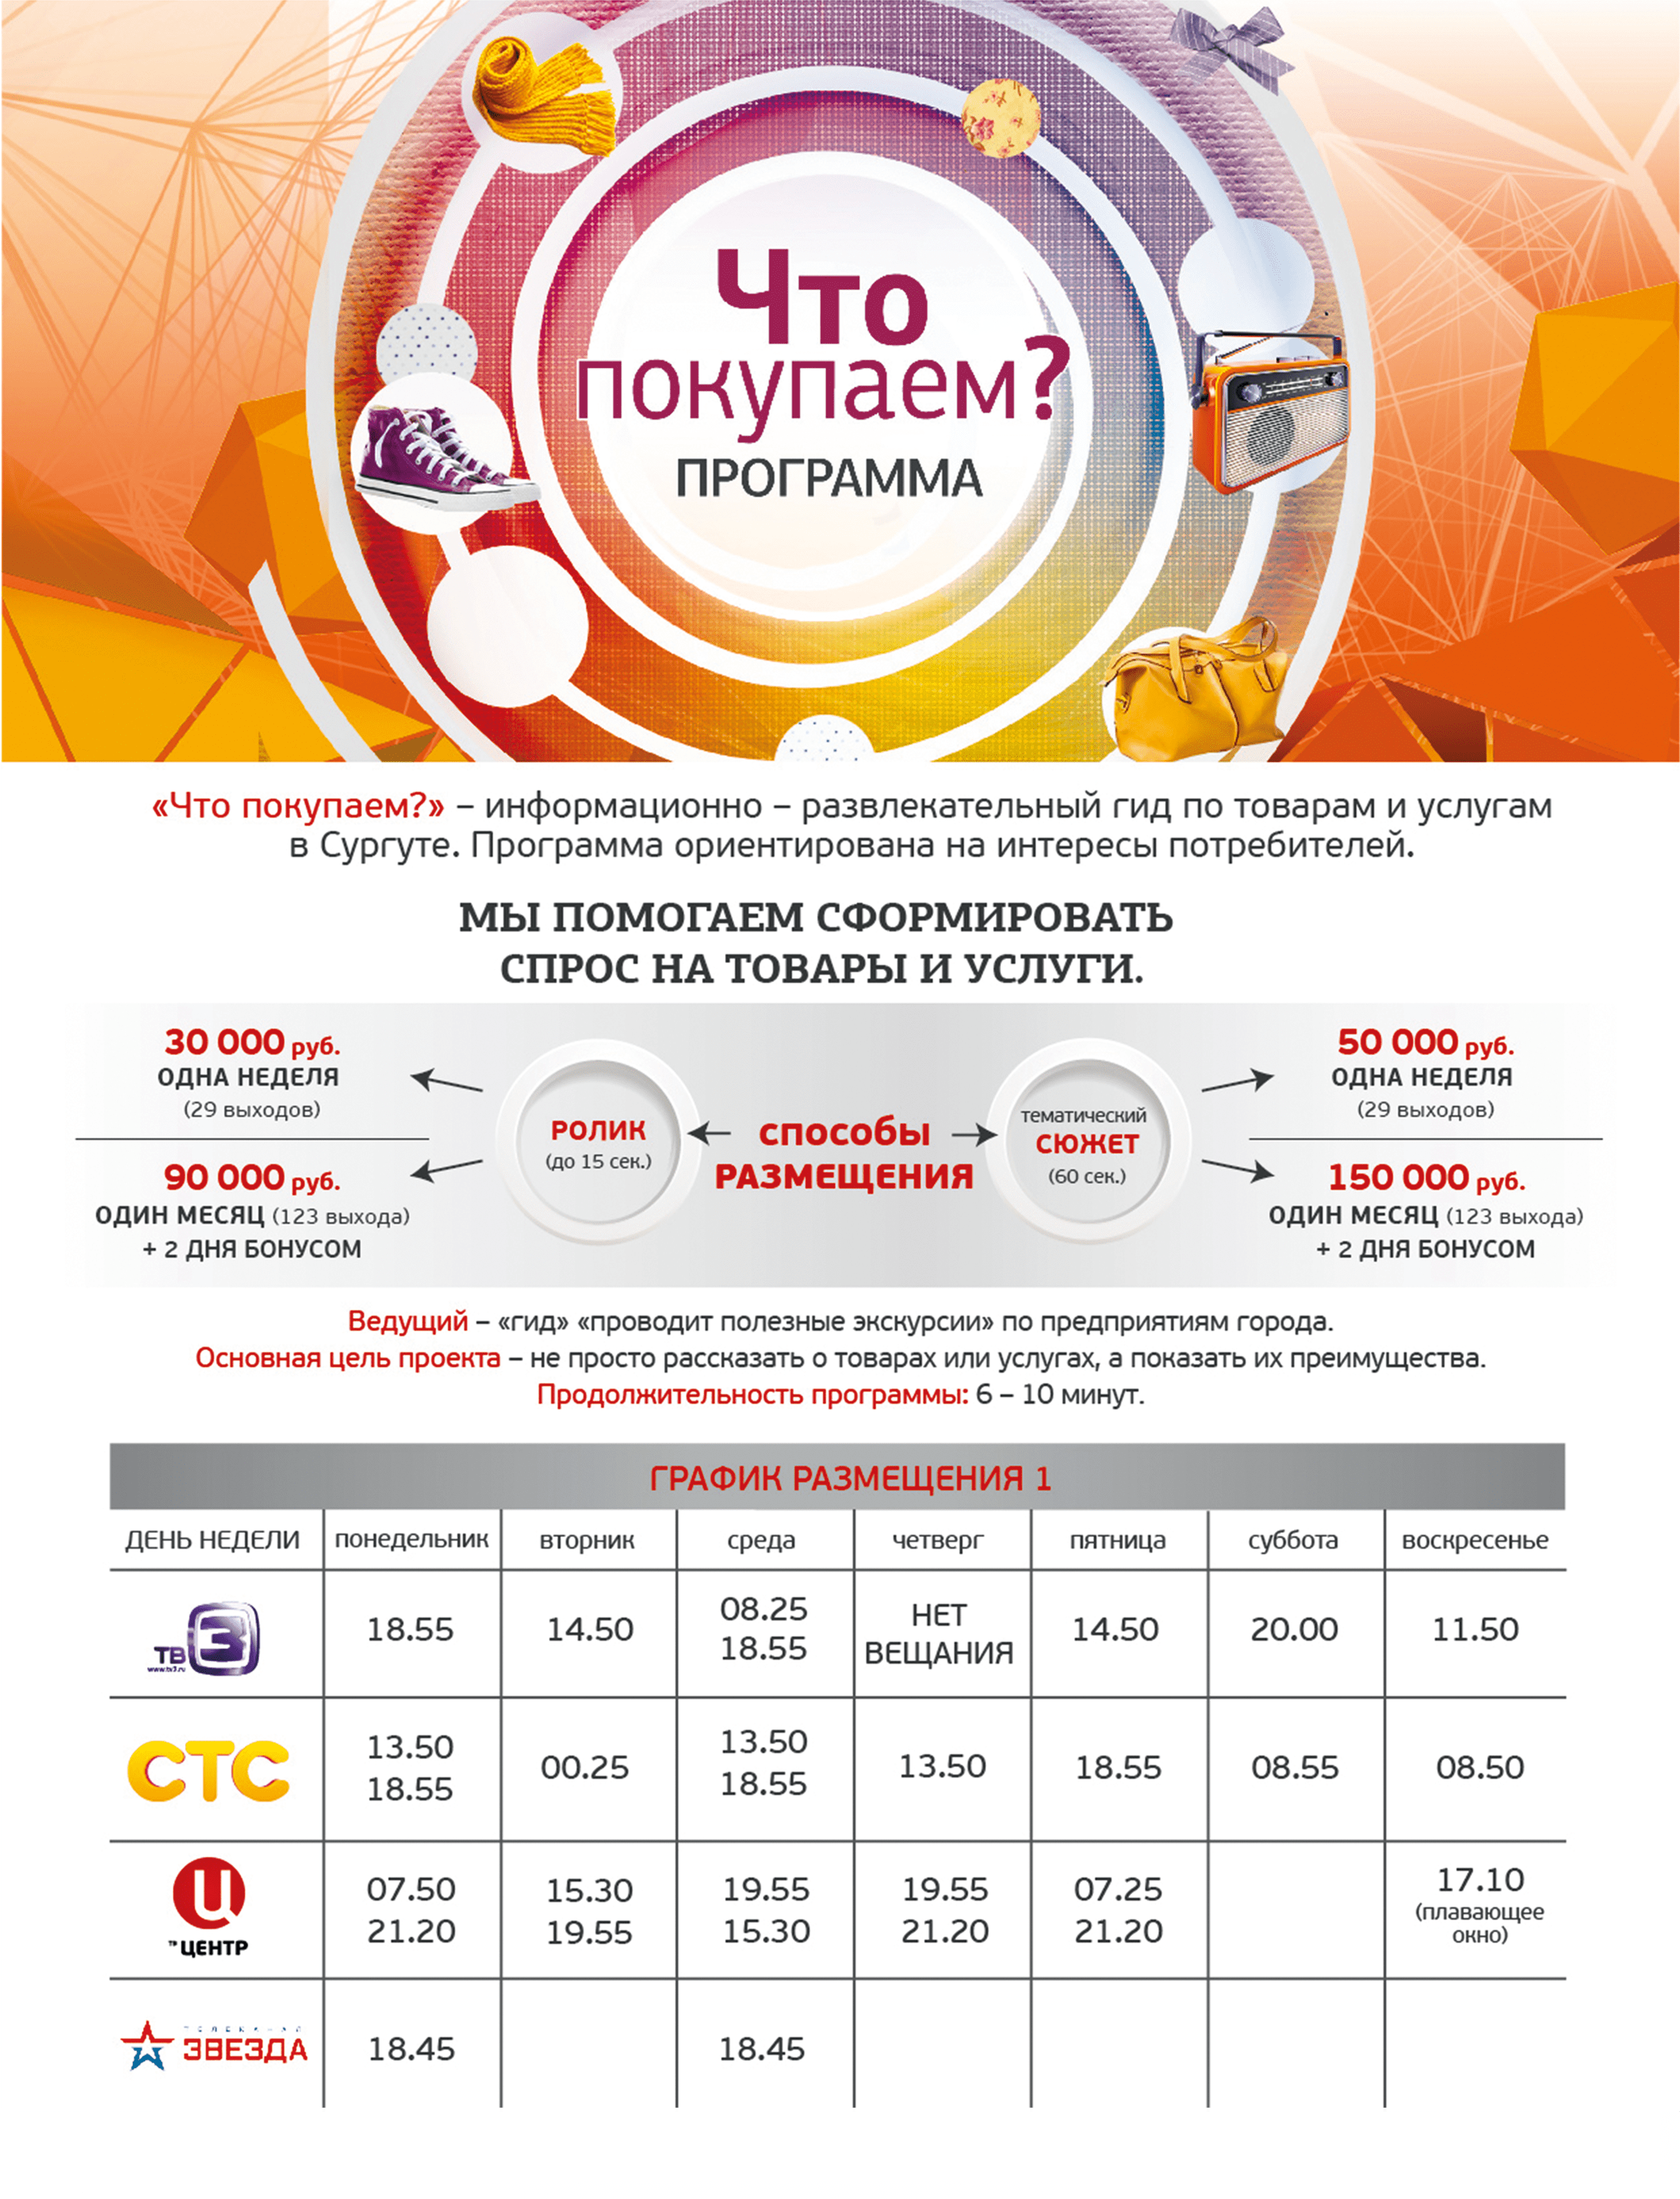 Что
покупаем?
ПРОГРАММА
«Что покупаем?» – информационно – развлекательный гид по товарам и услугам
в Сургуте. Программа ориентирована на интересы потребителей.
МЫ ПОМОГАЕМ СФОРМИРОВАТЬ
СПРОС НА ТОВАРЫ И УСЛУГИ.
30 000 руб.
ОДНА НЕДЕЛЯ
(29 выходов)
90 000 руб.
ОДИН МЕСЯЦ (123 выхода)
+ 2 ДНЯ БОНУСОМ
РОЛИК
(до 15 сек.)
способы
РАЗМЕЩЕНИЯ
тематический
СЮЖЕТ
(60 сек.)
50 000 руб.
ОДНА НЕДЕЛЯ
(29 выходов)
150 000 руб.
ОДИН МЕСЯЦ (123 выхода)
+ 2 ДНЯ БОНУСОМ
Ведущий – «гид» «проводит полезные экскурсии» по предприятиям города.
Основная цель проекта – не просто рассказать о товарах или услугах, а показать их преимущества.
Продолжительность программы: 6 – 10 минут.
ГРАФИК РАЗМЕЩЕНИЯ 1
ДЕНЬ НЕДЕЛИ понедельник вторник среда четверг пятница суббота воскресенье
ТВ 3
www.tv3.ru
18.55
14.50
08.25
18.55
НЕТ
ВЕЩАНИЯ
14.50
20.00
11.50
СТС
13.50
18.55
00.25
13.50
18.55
13.50
18.55
08.55
08.50
Ц
ТВ ЦЕНТР
07.50
21.20
15.30
19.55
19.55
15.30
19.55
21.20
07.25
21.20
17.10
(плавающее
окно)
ТЕЛЕКАНАЛ
ЗВЕЗДА
18.45
18.45